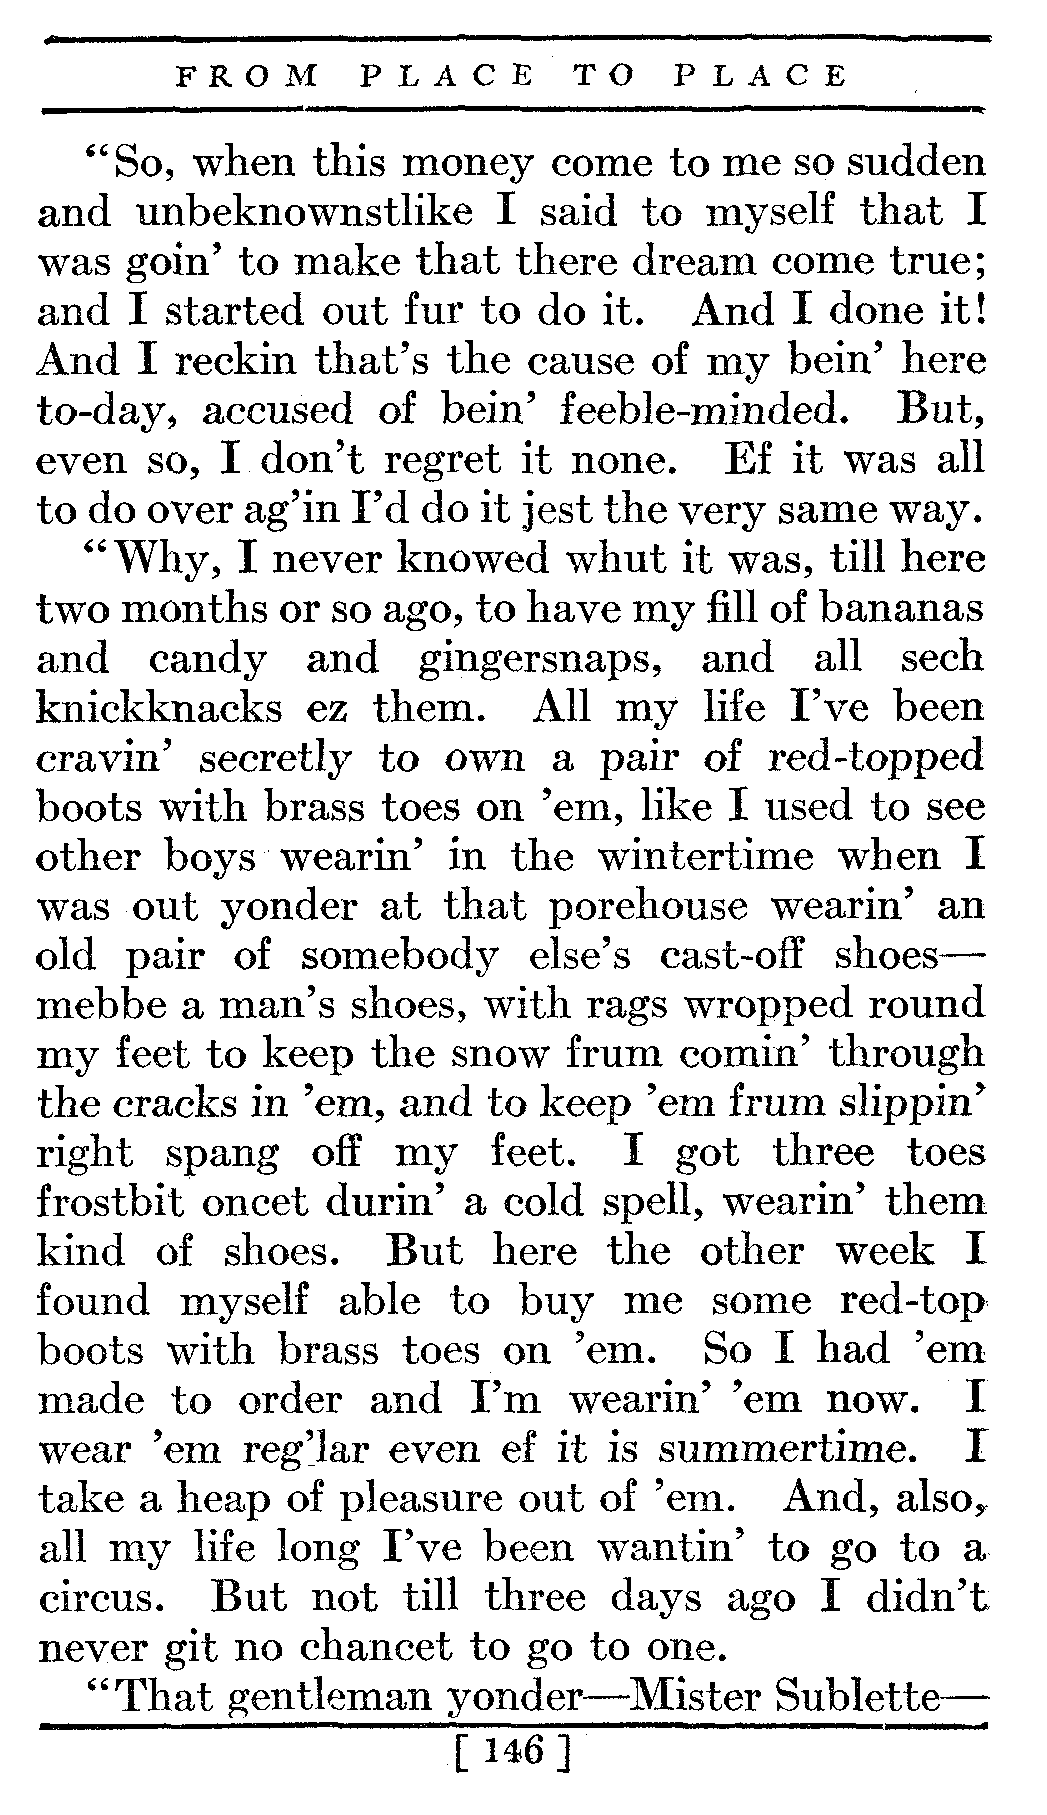 FROM PLACE TO PLACE
“So, when this money come to me so sudden
and unbeknownstlike I said to myself that I
was goin’ to make that there dream come true;
and I started out fur to do it. And I done it!
And I reckin that’s the cause of my bein’ here
to-day, accused of bein’ feeble-minded. But,
even so, I don’t regret it none. Ef it was all
to do over ag’in I’d do it jest the very same way.
“Why, I never knowed whut it was, till here
two months or so ago, to have my fill of bananas
and candy and gingersnaps, and all sech
knickknacks ez them. All my life I’ve been
cravin’ secretly to own a pair of red-topped
boots with brass toes on ’em, like I used to see
other boys wearin’ in the wintertime when I
was out yonder at that porehouse wearin’ an
old pair of somebody else’s cast-off shoes—
mebbe a man’s shoes, with rags wropped round
my feet to keep the snow frum comin’ through
the cracks in ’em, and to keep ’em frum slippin’
right spang off my feet. I got three toes
frostbit oncet durin’ a cold spell, wearin’ them
kind of shoes. But here the other week I
found myself able to buy me some red-top
boots with brass toes on ’em. So I had ’em
made to order and I’m wearin’ ’em now. I
wear ’em reg’lar even ef it is summertime. I
take a heap of pleasure out of ’em. And, also,
all my life long I’ve been wantin’ to go to a
circus. But not till three days ago I didn’t
never git no chancet to go to one.
“That gentleman yonder—Mister Sublette—
[ 146 ]